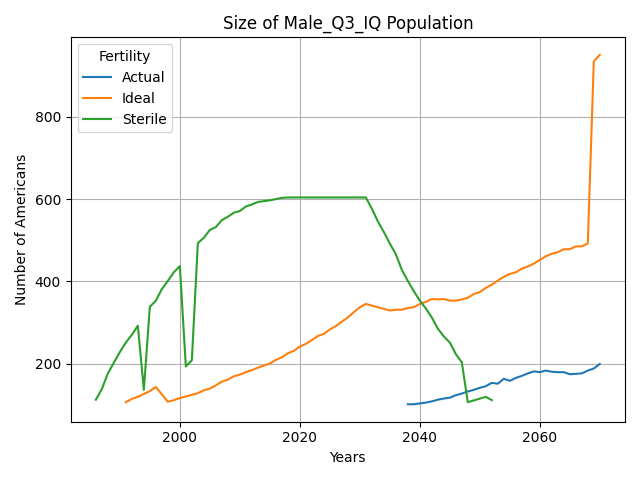 Size of Male_Q3_IQ Population
Fertility
Actual
Ideal
Sterile
Number of Americans
800
600
400
200
2000
2020
2040
2060
Years